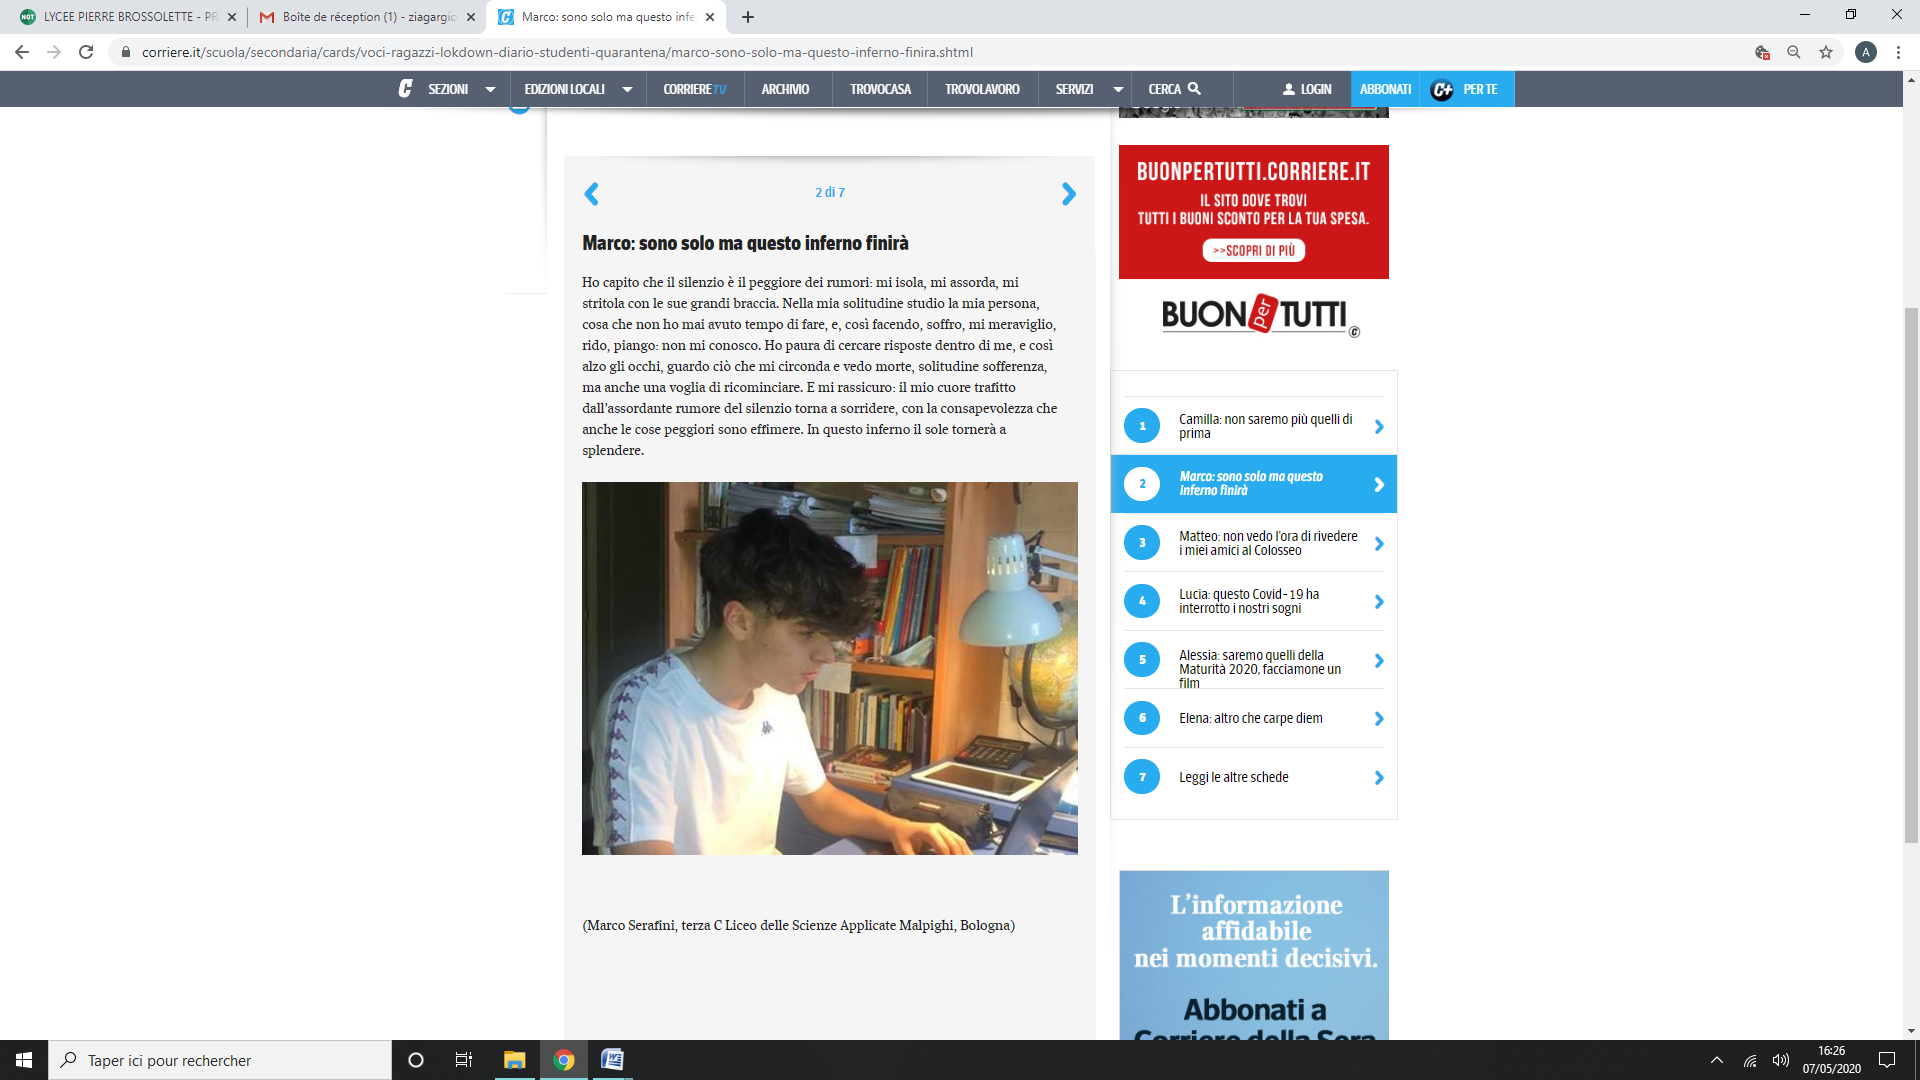 LYCEE PIERRE BROSSOLETTE - PR
Boîte de réception (1) - ziagargio
Marco: sono solo ma questo infe
corriere.it/scuola/secondaria/cards/voci-ragazzi-lokdown-diario-studenti-quarantena/marco-sono-solo-ma-questo-inferno-finira.shtml
A
SEZIONI
EDIZIONI LOCALI
CORRIERE TV
ARCHIVIO
TROVOCASA
TROVOLAVORO
SERVIZI
CERCA
LOGIN
ABBONATI
C+ PER TE
2 di 7
Marco: sono solo ma questo inferno finirà
Ho capito che il silenzio è il peggiore dei rumori: mi isola, mi assorda, mi
stritola con le sue grandi braccia. Nella mia solitudine studio la mia persona,
cosa che non ho mai avuto tempo di fare, e, così facendo, soffro, mi meraviglio,
rido, piango: non mi conosco. Ho paura di cercare risposte dentro di me, e così
alzo gli occhi, guardo ciò che mi circonda e vedo morte, solitudine sofferenza,
ma anche una voglia di ricominciare. E mi rassicuro: il mio cuore trafitto
dall’assordante rumore del silenzio torna a sorridere, con la consapevolezza che
anche le cose peggiori sono effimere. In questo inferno il sole tornerà a
splendere.
(Marco Serafini, terza C Liceo delle Scienze Applicate Malpighi, Bologna)
BUONPERTUTTI.CORRIERE.IT
IL SITO DOVE TROVI
TUTTI I BUONI SCONTO PER LA TUA SPESA.
>>SCOPRI DI PIÙ
BUON per TUTTI
1 Camilla: non saremo più quelli di
prima
2 Marco: sono solo ma questo
inferno finirà
3 Matteo: non vedo l’ora di rivedere
i miei amici al Colosseo
4 Lucia: questo Covid-19 ha
interrotto i nostri sogni
5 Alessia: saremo quelli della
Maturità 2020, facciamone un
film
6 Elena: altro che carpe diem
7 Leggi le altre schede
L’informazione
affidabile
nei momenti decisivi.
Abbonati a
Corriere della Sera
Taper ici pour rechercher
16:26
07/05/2020